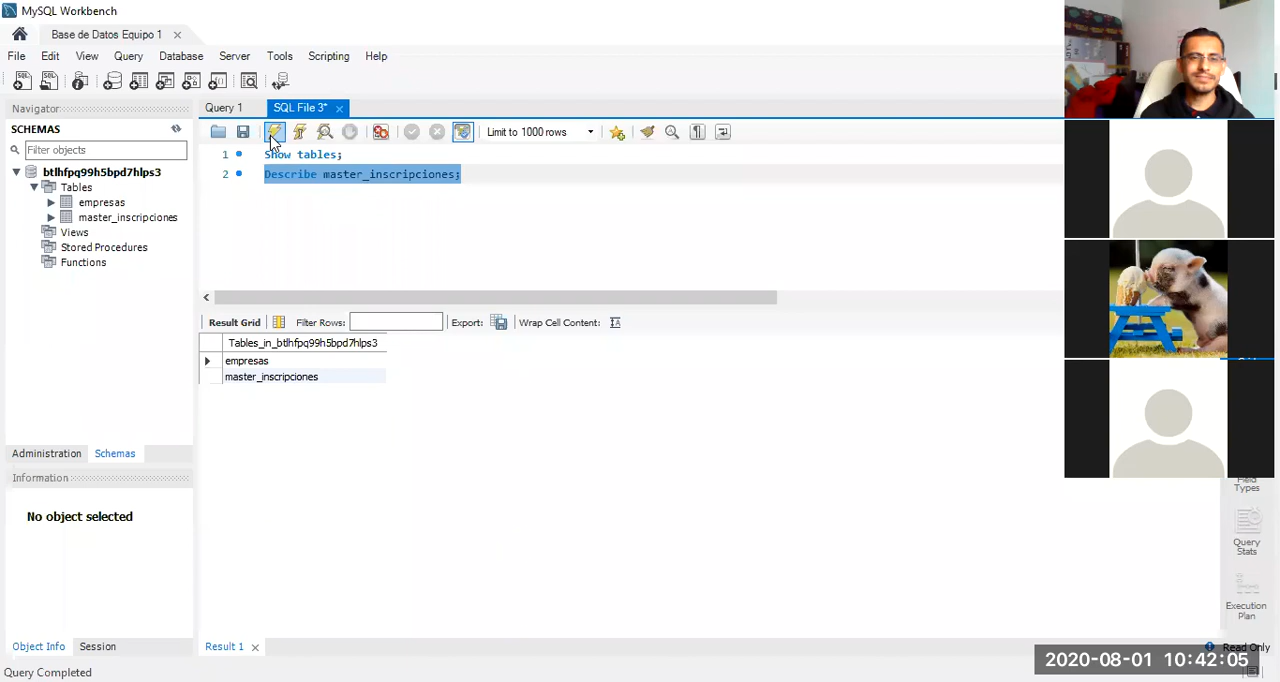 MySQL Workbench
Base de Datos Equipo 1
File Edit View Query Database Server Tools Scripting Help
Navigator
SCHEMAS
Filter objects
btlhfpq99h5bpd7hlps3
Tables
empresas
master_inscripciones
Views
Stored Procedures
Functions
Administration Schemas
Information
No object selected
Object Info Session
Query Completed
Query 1 SQL File 3*
Limit to 1000 rows
1 Show tables;
2 Describe master_inscripciones;
Result Grid Filter Rows: Export: Wrap Cell Content:
Tables_in_btlhfpq99h5bpd7hlps3
empresas
master_inscripciones
Result 1
Field
Types
Query
Stats
Execution
Plan
Read Only
2020-08-01 10:42:05